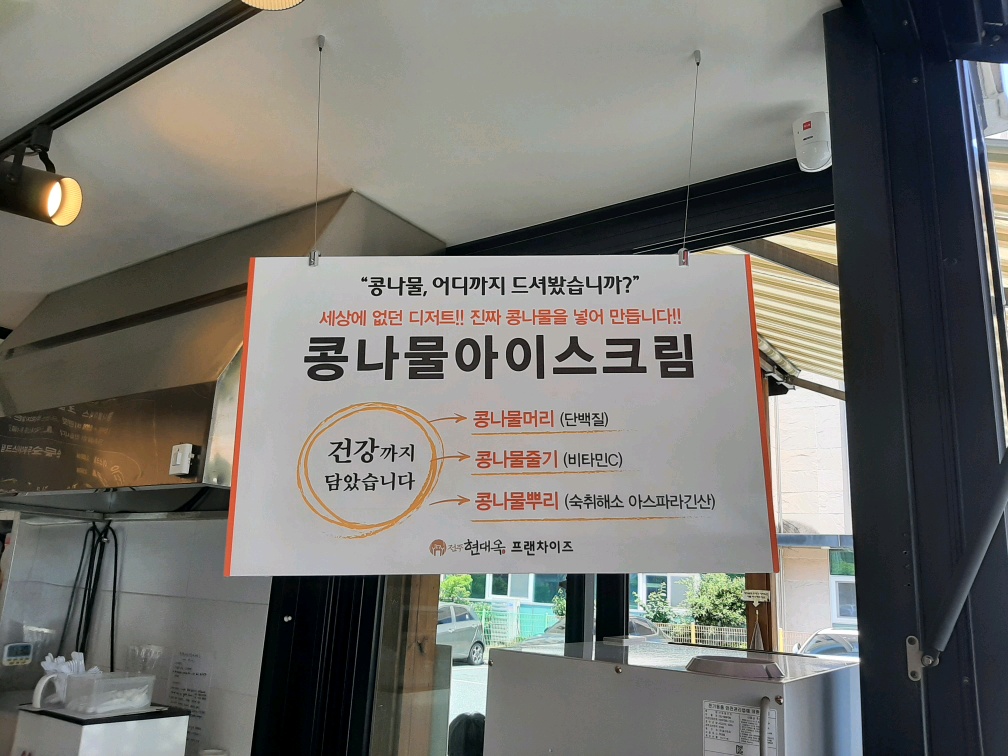 “콩나물, 어디까지 드셔봤습니까?”
세상에 없던 디저트!! 진짜 콩나물을 넣어 만듭니다!!
콩나물아이스크림
건강까지
담았습니다
콩나물머리 (단백질)
콩나물줄기 (비타민C)
콩나물뿌리 (숙취해소 아스파라긴산)
전주 현대옥 프랜차이즈